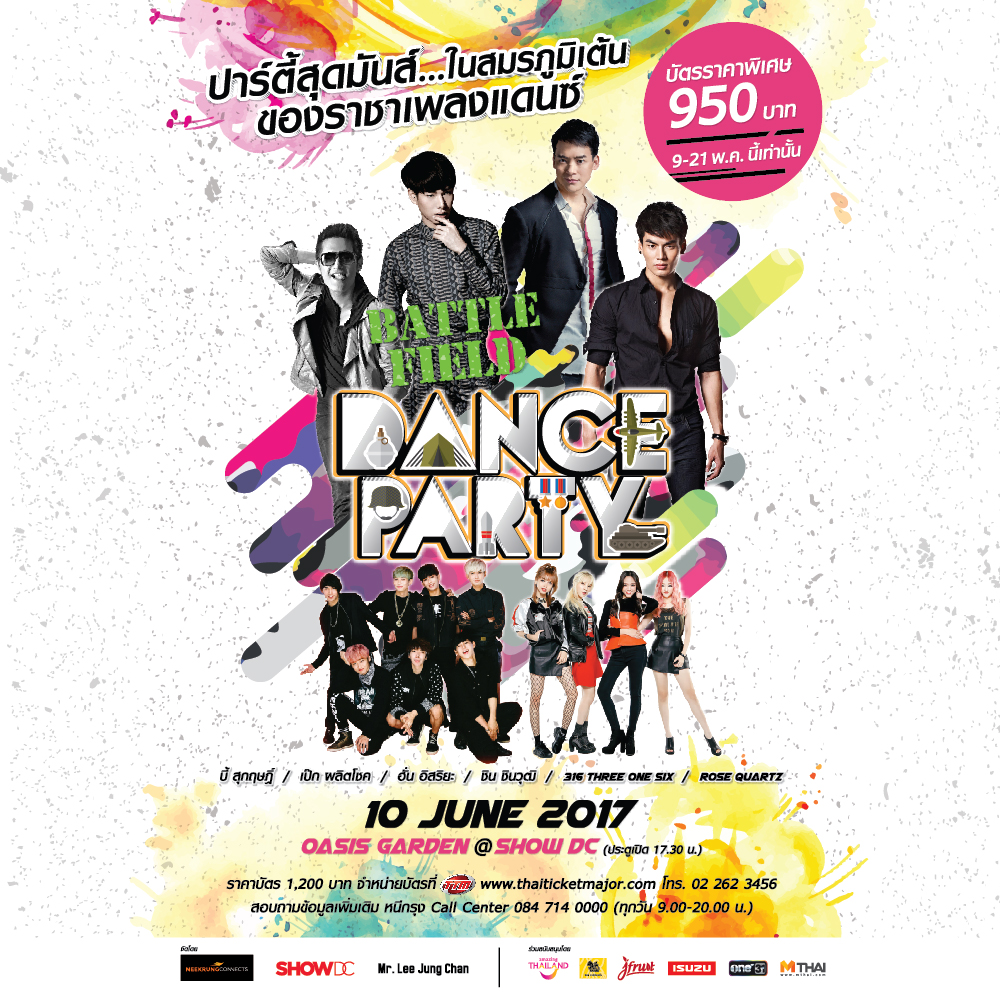 ปาร์ตี้สุดมันส์...ในสมรภูมิเต้น
ของราชาเพลงแดนซ์
บัตรราคาพิเศษ
950 บาท
9-21 พ.ค. นี้เท่านั้น
BATTLE
FIELD
DANCE
PARTY
บี้ สุกฤษฎิ์ / เป๊ก ผลิตโชค / ฮั่น อิสริยะ / ชิน ชินวุฒิ / 316 THREE ONE SIX / ROSE QUARTZ
10 JUNE 2017
OASIS GARDEN @ SHOW DC (ประตูเปิด 17.30 น.)
ราคาบัตร 1,200 บาท จำหน่ายบัตรที่ www.thaiticketmajor.com โทร. 02 262 3456
สอบถามข้อมูลเพิ่มเติม หนีกรุง Call Center 084 714 0000 (ทุกวัน 9.00-20.00 น.)
จัดโดย
NEEKRUNGCONNECTS SHOWDC Mr. Lee Jung Chan
ร่วมสนับสนุนโดย
amazing THAILAND jfruit ISUZU one 31 MTHAI
www.mthai.com